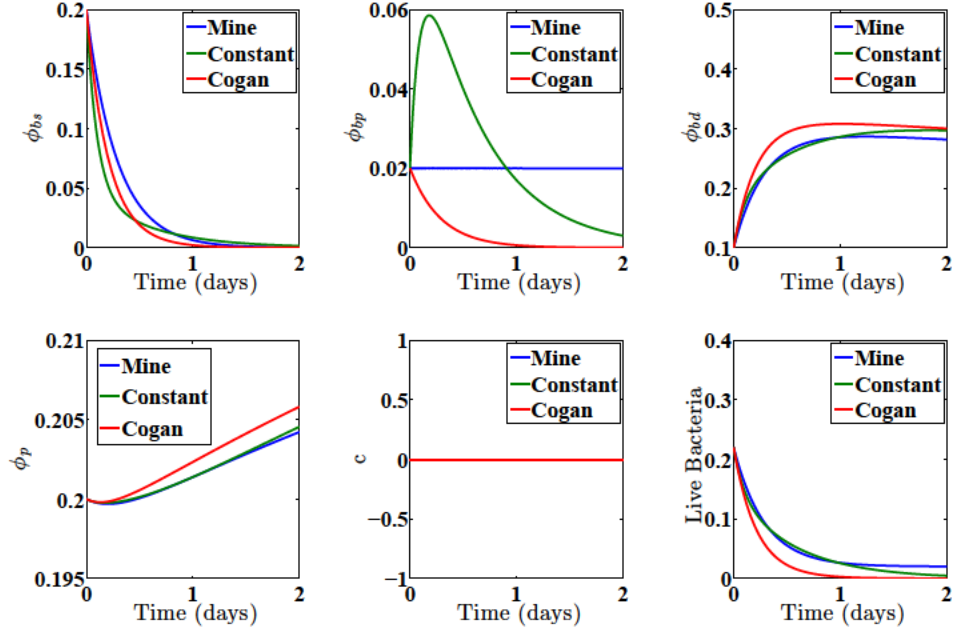 0.2
0.15
0.1
0.05
0
ϕbs
Mine
Constant
Cogan
0 1 2
Time (days)
0.06
0.04
0.02
0
ϕbp
Mine
Constant
Cogan
0 1 2
Time (days)
0.5
0.4
0.3
0.2
0.1
ϕbd
Mine
Constant
Cogan
0 1 2
Time (days)
0.21
0.205
0.2
0.195
ϕp
Mine
Constant
Cogan
0 1 2
Time (days)
1
0.5
0
−0.5
−1
c
Mine
Constant
Cogan
0 1 2
Time (days)
0.4
0.3
0.2
0.1
0
Live Bacteria
Mine
Constant
Cogan
0 1 2
Time (days)